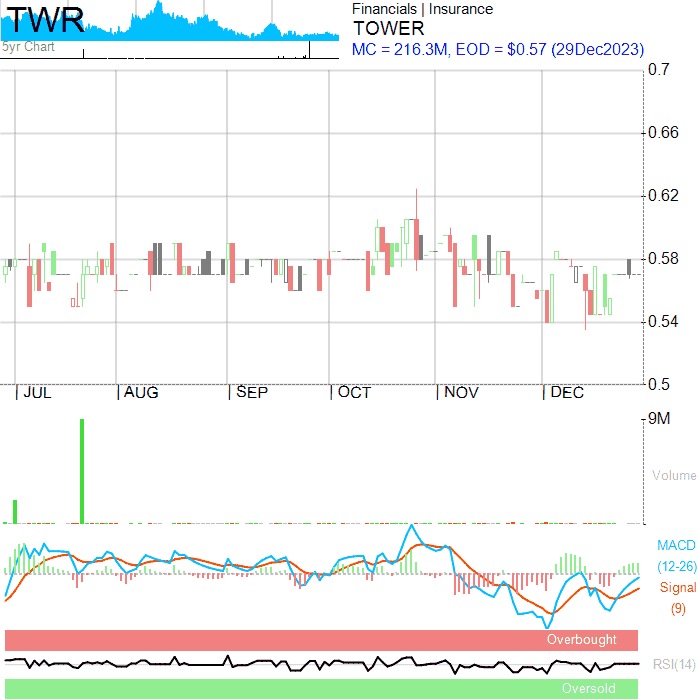 TWR
5yr Chart
Financials | Insurance
TOWER
MC = 216.3M, EOD = $0.57 (29Dec2023)
0.7
0.66
0.62
0.58
0.54
0.5
JUL AUG SEP OCT NOV DEC
9M
Volume
MACD
(12-26)
Signal
(9)
Overbought
RSI(14)
Oversold